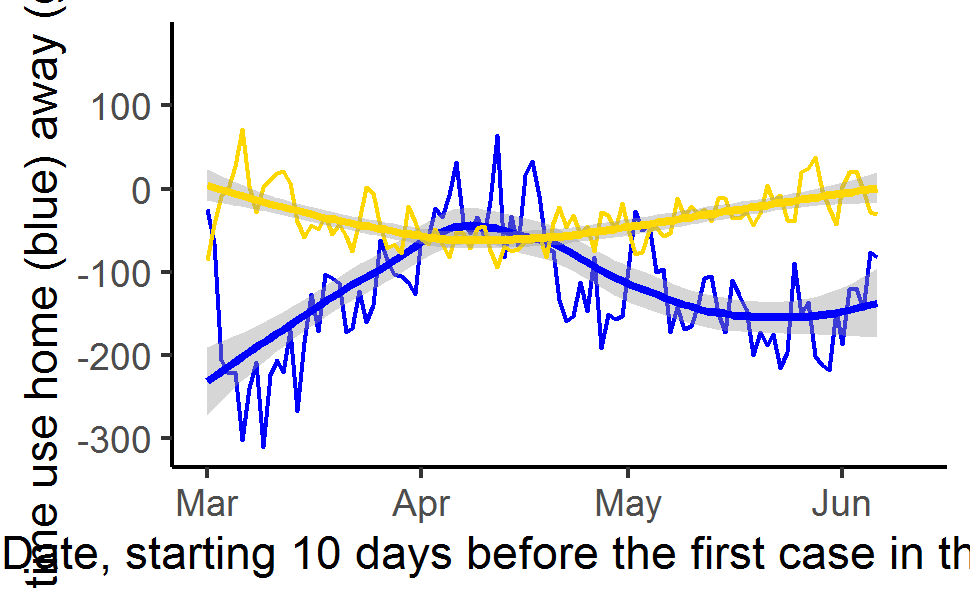 time use home (blue) away (
100
0
-100
-200
-300
Mar Apr May Jun
Date, starting 10 days before the first case in th